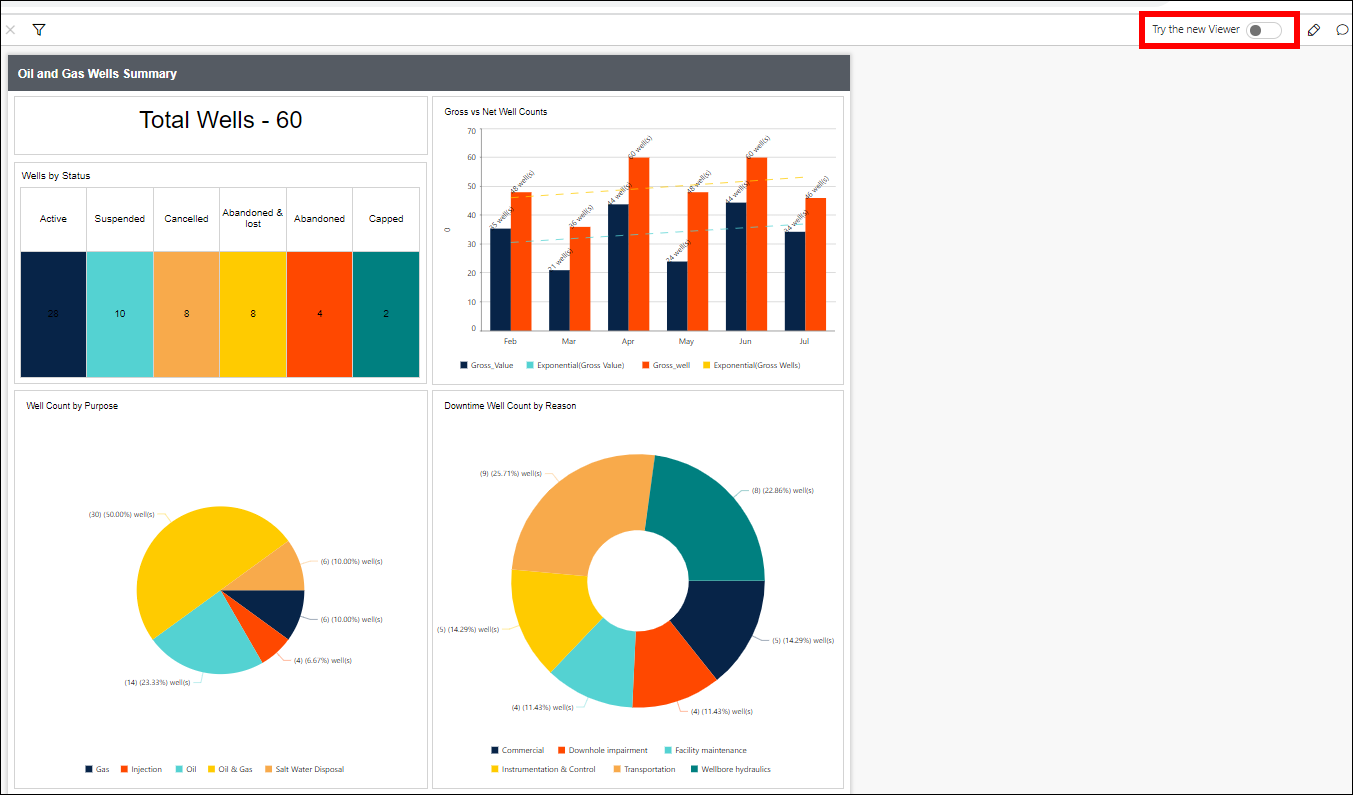 Try the new Viewer
Oil and Gas Wells Summary
Total Wells - 60
Wells by Status
Active Suspended Cancelled Abandoned & lost Abandoned Capped
28 10 8 8 4 2
Gross vs Net Well Counts
70
60
50
40
30
20
10
0
0
35 well(s) 48 well(s) 21 well(s) 36 well(s) 44 well(s) 60 well(s) 24 well(s) 48 well(s) 44 well(s) 60 well(s) 34 well(s) 46 well(s)
Feb Mar Apr May Jun Jul
Gross_Value Exponential(Gross Value) Gross_well Exponential(Gross Wells)
Well Count by Purpose
(30) (50.00%) well(s)
(6) (10.00%) well(s)
(6) (10.00%) well(s)
(4) (6.67%) well(s)
(14) (23.33%) well(s)
Gas Injection Oil Oil & Gas Salt Water Disposal
Downtime Well Count by Reason
(9) (25.71%) well(s)
(8) (22.86%) well(s)
(5) (14.29%) well(s)
(5) (14.29%) well(s)
(4) (11.43%) well(s)
(4) (11.43%) well(s)
Commercial Downhole impairment Facility maintenance
Instrumentation & Control Transportation Wellbore hydraulics